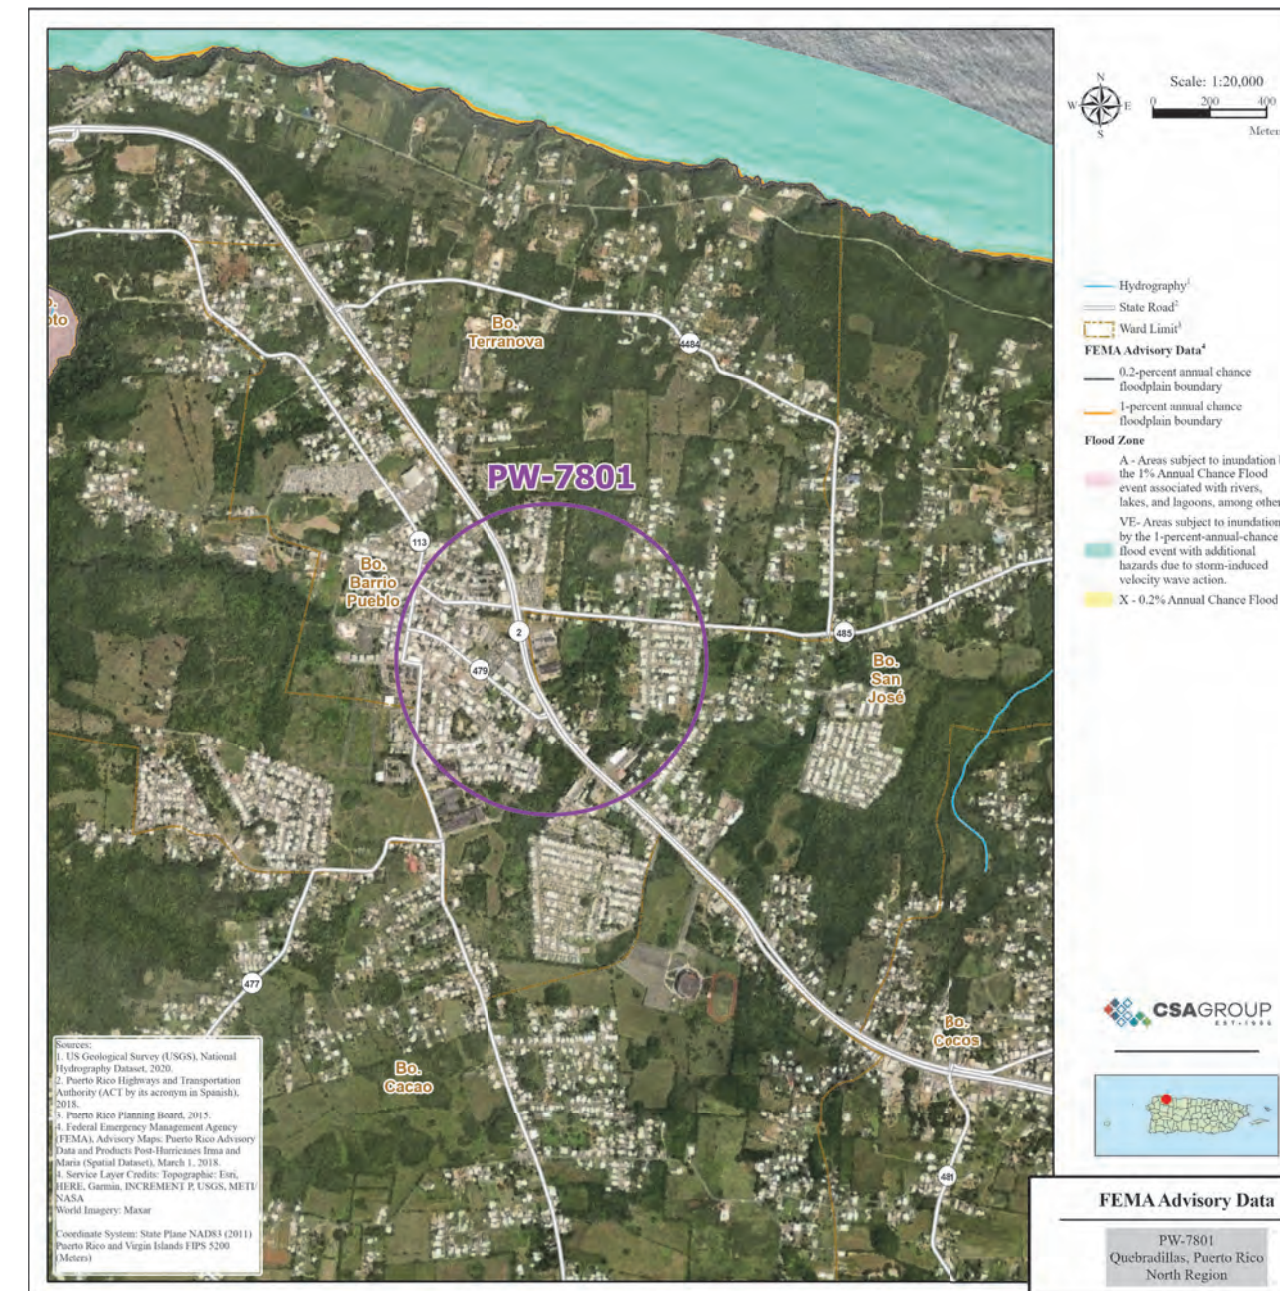 N
W
E
S
Scale: 1:20,000
0 200 400
Meters
Bo.
Terranova
4484
PW-7801
113
Bo.
Barrio
Pueblo
2
479
485
Bo.
San
José
477
Bo.
Cacao
Bo.
Cocos
481
Hydrography¹
State Road²
Ward Limit³
FEMA Advisory Data⁴
0.2-percent annual chance
floodplain boundary
1-percent annual chance
floodplain boundary
Flood Zone
A - Areas subject to inundation
the 1% Annual Chance Flood
event associated with rivers,
lakes, and lagoons, among other
VE- Areas subject to inundation
by the 1-percent-annual-chance
flood event with additional
hazards due to storm-induced
velocity wave action.
X - 0.2% Annual Chance Flood
CSAGROUP
EST•1956
Sources:
1. US Geological Survey (USGS), National
Hydrography Dataset, 2020.
2. Puerto Rico Highways and Transportation
Authority (ACT by its acronym in Spanish),
2018.
3. Puerto Rico Planning Board, 2015.
4. Federal Emergency Management Agency
(FEMA), Advisory Maps: Puerto Rico Advisory
Data and Products Post-Hurricanes Irma and
Maria (Spatial Dataset), March 1, 2018.
4. Service Layer Credits: Topographic: Esri,
HERE, Garmin, INCREMENT P, USGS, METI/
NASA
World Imagery: Maxar
Coordinate System: State Plane NAD83 (2011)
Puerto Rico and Virgin Islands FIPS 5200
(Meters)
FEMA Advisory Data
PW-7801
Quebradillas, Puerto Rico
North Region